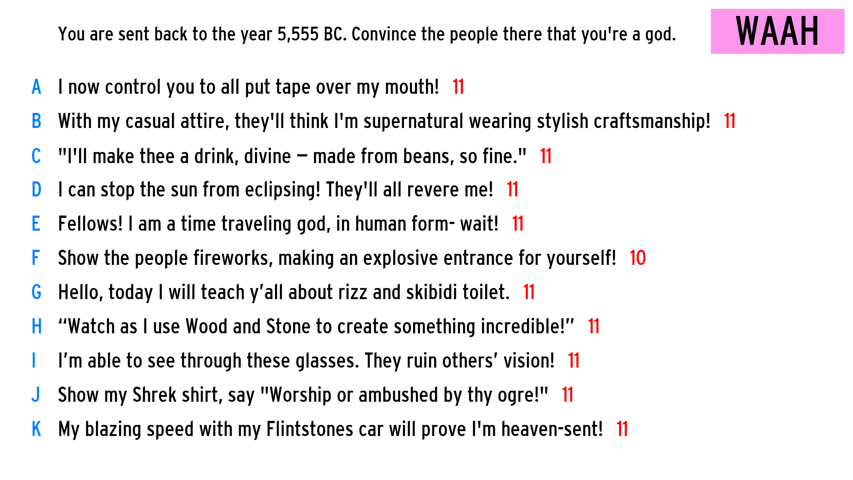 You are sent back to the year 5,555 BC. Convince the people there that you're a god.
WAAH
A I now control you to all put tape over my mouth! 11
B With my casual attire, they'll think I'm supernatural wearing stylish craftsmanship! 11
C "I'll make thee a drink, divine – made from beans, so fine." 11
D I can stop the sun from eclipsing! They'll all revere me! 11
E Fellows! I am a time traveling god, in human form- wait! 11
F Show the people fireworks, making an explosive entrance for yourself! 10
G Hello, today I will teach y’all about rizz and skibidi toilet. 11
H “Watch as I use Wood and Stone to create something incredible!” 11
I I’m able to see through these glasses. They ruin others’ vision! 11
J Show my Shrek shirt, say "Worship or ambushed by thy ogre!" 11
K My blazing speed with my Flintstones car will prove I'm heaven-sent! 11